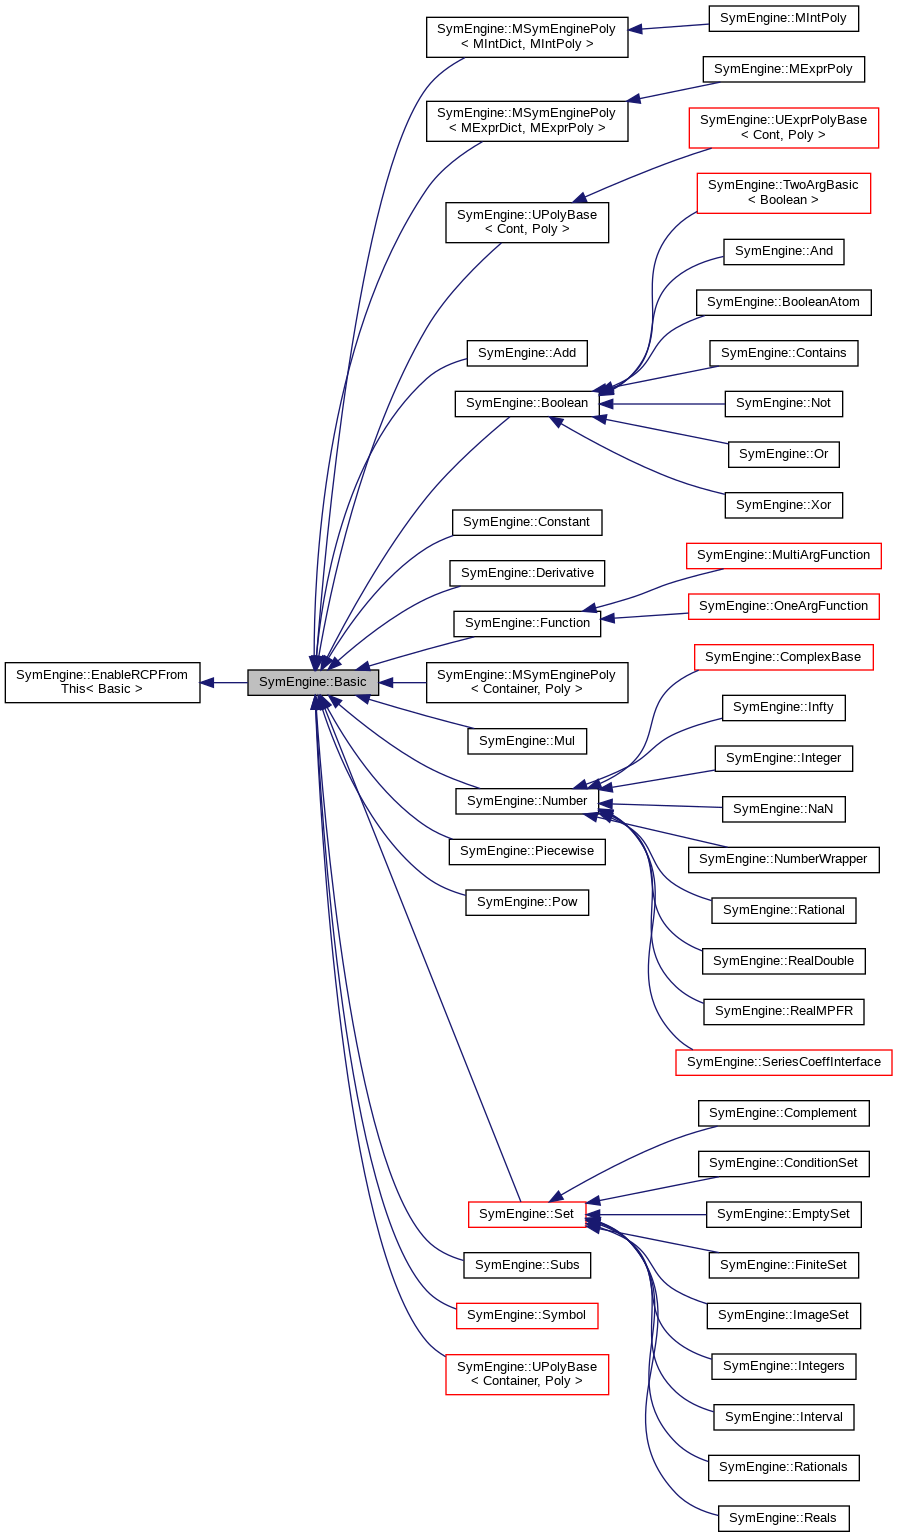 SymEngine::MSymEnginePoly
< MIntDict, MIntPoly >
SymEngine::MIntPoly
SymEngine::MExprPoly
SymEngine::MSymEnginePoly
< MExprDict, MExprPoly >
SymEngine::UExprPolyBase
< Cont, Poly >
SymEngine::TwoArgBasic
< Boolean >
SymEngine::UPolyBase
< Cont, Poly >
SymEngine::And
SymEngine::BooleanAtom
SymEngine::Add
SymEngine::Contains
SymEngine::Boolean
SymEngine::Not
SymEngine::Or
SymEngine::Xor
SymEngine::Constant
SymEngine::MultiArgFunction
SymEngine::Derivative
SymEngine::OneArgFunction
SymEngine::Function
SymEngine::ComplexBase
SymEngine::EnableRCPFrom
This< Basic >
SymEngine::Basic
SymEngine::MSymEnginePoly
< Container, Poly >
SymEngine::Infty
SymEngine::Mul
SymEngine::Integer
SymEngine::Number
SymEngine::NaN
SymEngine::Piecewise
SymEngine::NumberWrapper
SymEngine::Pow
SymEngine::Rational
SymEngine::RealDouble
SymEngine::RealMPFR
SymEngine::SeriesCoeffInterface
SymEngine::Complement
SymEngine::ConditionSet
SymEngine::Set
SymEngine::EmptySet
SymEngine::Subs
SymEngine::FiniteSet
SymEngine::Symbol
SymEngine::ImageSet
SymEngine::UPolyBase
< Container, Poly >
SymEngine::Integers
SymEngine::Interval
SymEngine::Rationals
SymEngine::Reals